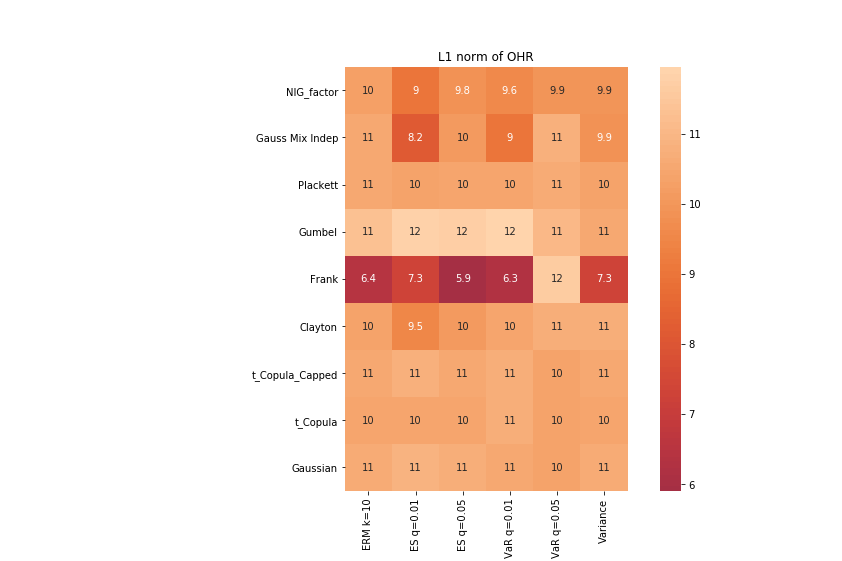 L1 norm of OHR
NIG_factor 10 9 9.8 9.6 9.9 9.9
Gauss Mix Indep 11 8.2 10 9 11 9.9
Plackett 11 10 10 10 11 10
Gumbel 11 12 12 12 11 11
Frank 6.4 7.3 5.9 6.3 12 7.3
Clayton 10 9.5 10 10 11 11
t_Copula_Capped 11 11 11 11 10 11
t_Copula 10 10 10 11 10 10
Gaussian 11 11 11 11 10 11
ERM k=10
ES q=0.01
ES q=0.05
VaR q=0.01
VaR q=0.05
Variance
11
10
9
8
7
6